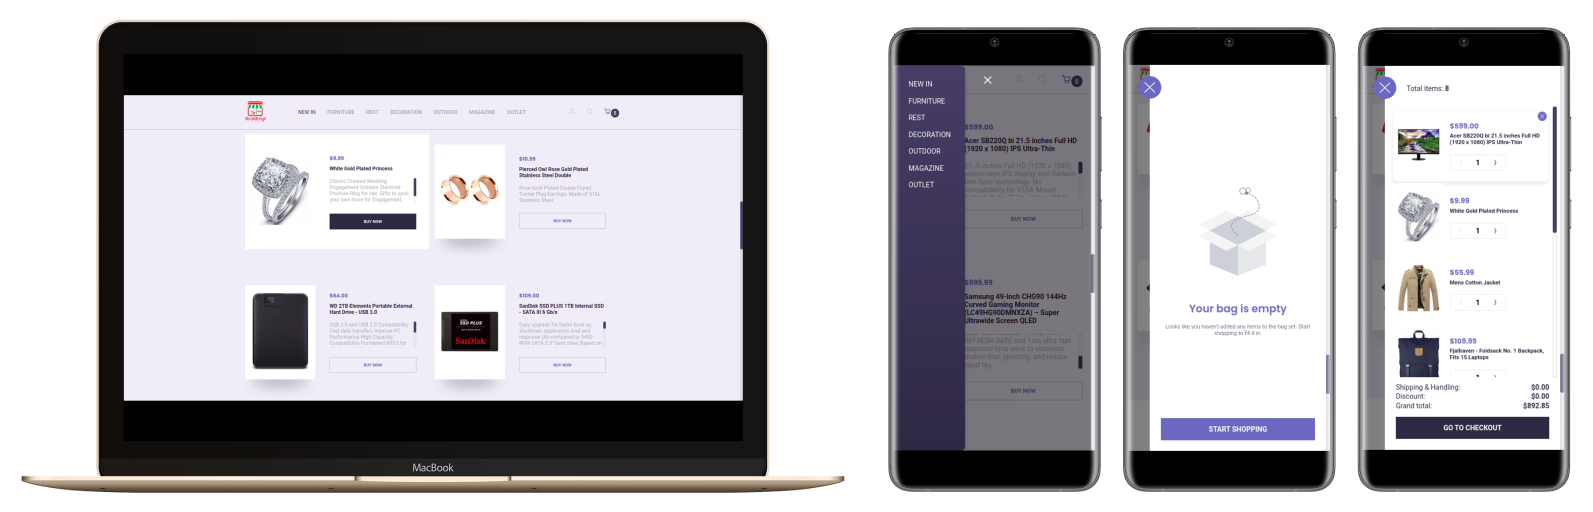 NEW IN FURNITURE REST DECORATION OUTDOOR MAGAZINE OUTLET 8
$9.99
White Gold Plated Princess
Classic Created Wedding
Engagement Solitaire Diamond
Promise Ring for Her. Gifts to spoil
your love more for Engagement,
BUY NOW
$10.99
Pierced Owl Rose Gold Plated
Stainless Steel Double
Rose Gold Plated Double Flared
Tunnel Plug Earrings. Made of 316L
Stainless Steel
BUY NOW
$64.00
WD 2TB Elements Portable External
Hard Drive - USB 3.0
USB 3.0 and USB 2.0 Compatibility
Fast data transfers Improve PC
Performance High Capacity;
Compatibility Formatted NTFS for
BUY NOW
SSD PLUS
SanDisk
$109.00
SanDisk SSD PLUS 1TB Internal SSD
- SATA III 6 Gb/s
Easy upgrade for faster boot up,
shutdown, application load and
response (As compared to 5400
RPM SATA 2.5" hard drive; Based on
BUY NOW
MacBook
NEW IN
FURNITURE
REST
DECORATION
OUTDOOR
MAGAZINE
OUTLET
8
$599.00
Acer SB220Q bi 21.5 inches Full HD
(1920 x 1080) IPS Ultra-Thin
21. 5 inches Full HD (1920 x 1080)
widescreen IPS display And Radeon
free Sync technology. No
compatibility for VESA Mount
BUY NOW
$999.99
Samsung 49-Inch CHG90 144Hz
Curved Gaming Monitor
(LC49HG90DMNXZA) – Super
Ultrawide Screen QLED
REFRESH RATE and 1ms ultra fast
response time work to eliminate
motion blur, ghosting, and reduce
input lag
BUY NOW
Your bag is empty
Looks like you haven't added any items to the bag yet. Start
shopping to fill it in.
START SHOPPING
Total items: 8
$599.00
Acer SB220Q bi 21.5 inches Full HD
(1920 x 1080) IPS Ultra-Thin
1
$9.99
White Gold Plated Princess
1
$55.99
Mens Cotton Jacket
1
$109.95
Fjallraven - Foldsack No. 1 Backpack,
Fits 15 Laptops
1
Shipping & Handling: $0.00
Discount: $0.00
Grand total: $892.85
GO TO CHECKOUT